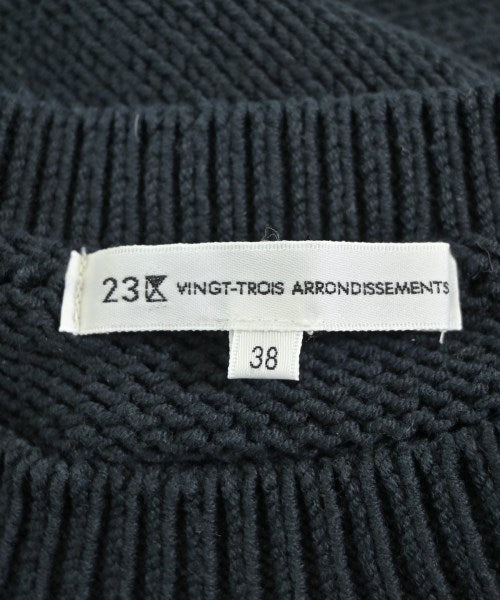 23区 VINGT-TROIS ARRONDISSEMENTS
38